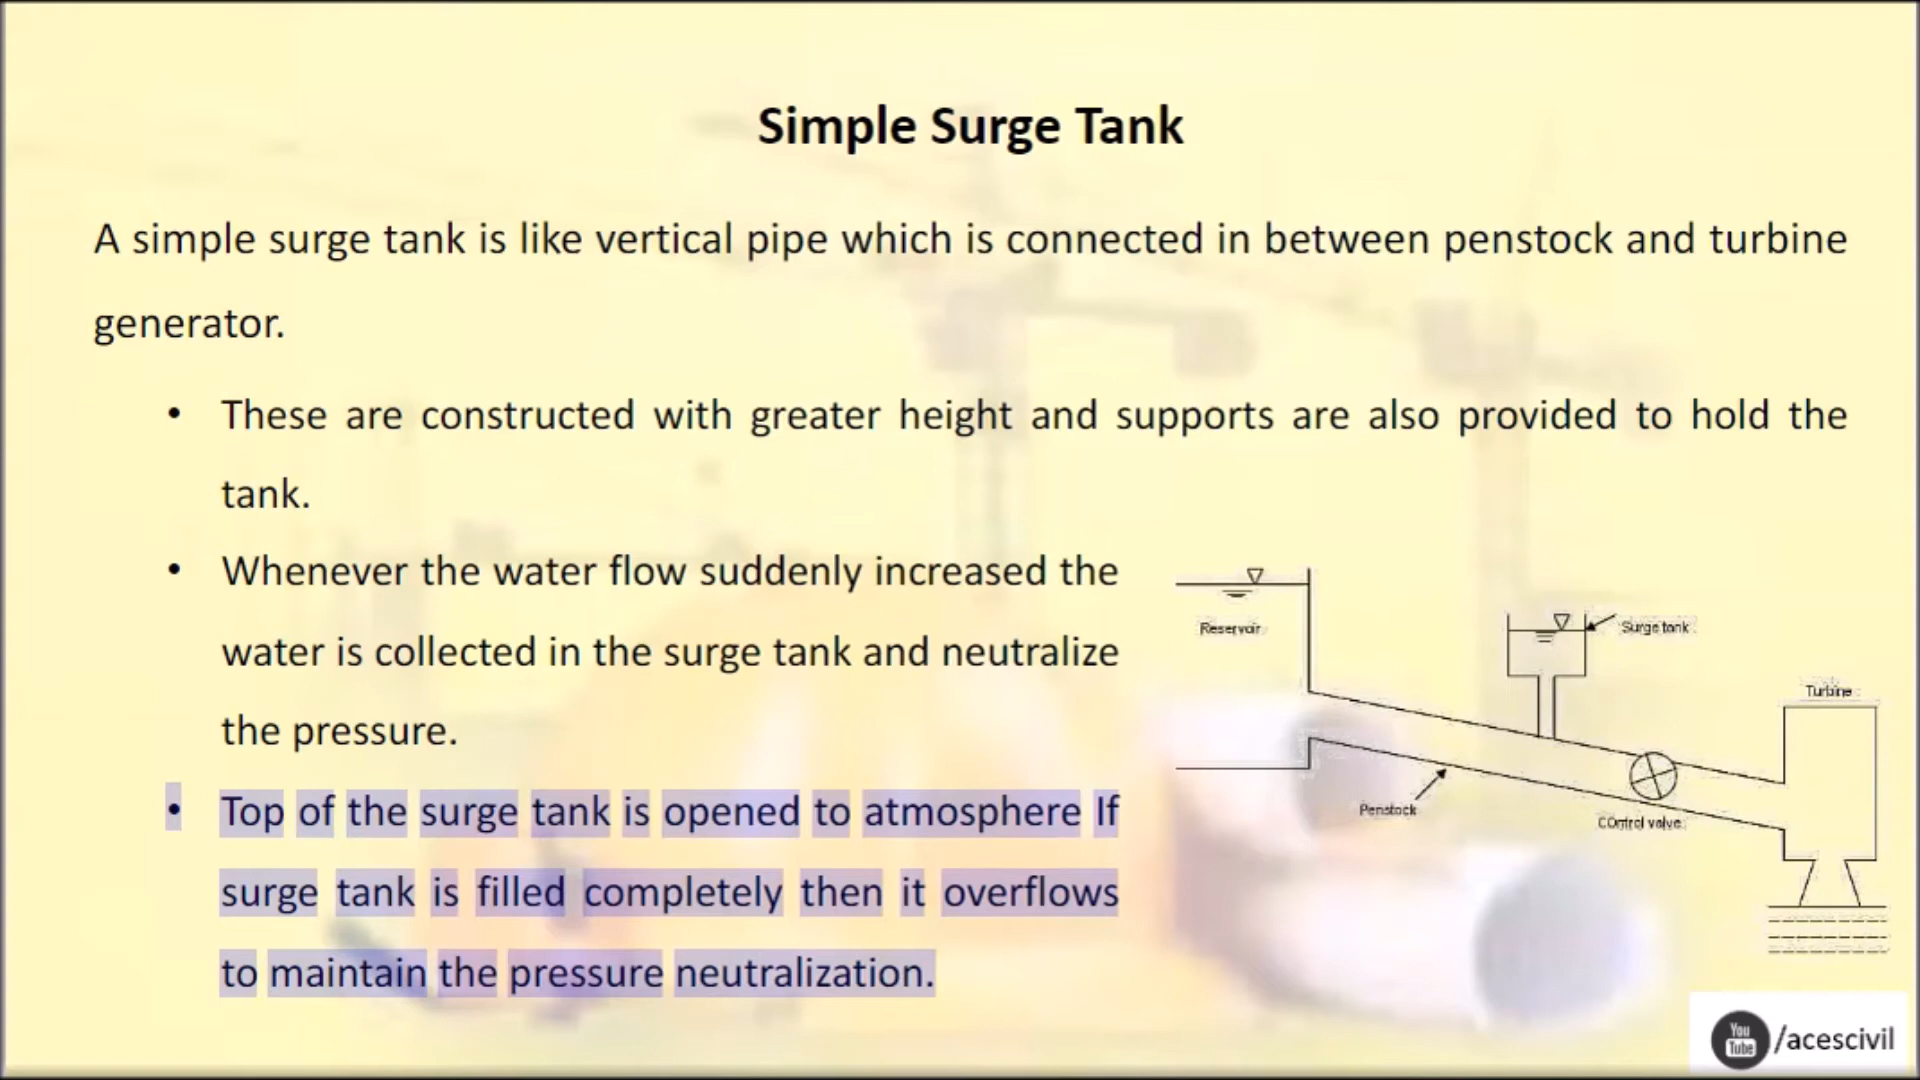 Simple Surge Tank
A simple surge tank is like vertical pipe which is connected in between penstock and turbine
generator.
• These are constructed with greater height and supports are also provided to hold the
tank.
• Whenever the water flow suddenly increased the
water is collected in the surge tank and neutralize
the pressure.
• Top of the surge tank is opened to atmosphere If
surge tank is filled completely then it overflows
to maintain the pressure neutralization.
Reservoir
Surge tank
Turbine
Penstock
COntrol valve
You Tube /acescivil